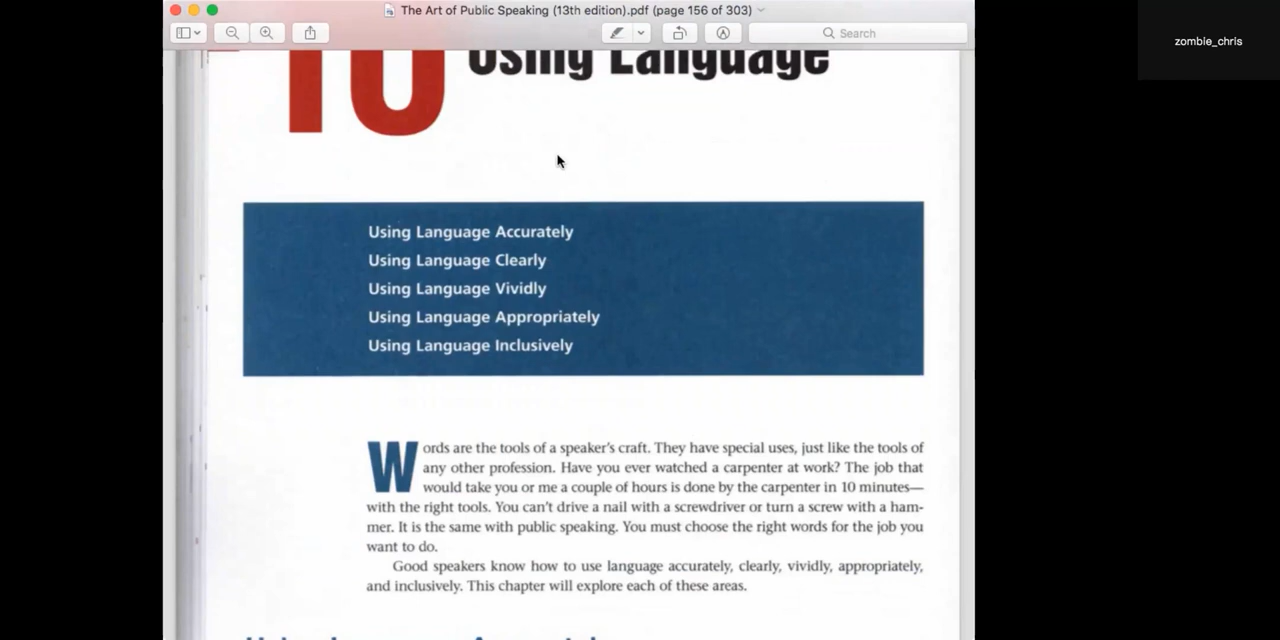 The Art of Public Speaking (13th edition).pdf (page 156 of 303)
Search
zombie_chris
10 Using Language
Using Language Accurately
Using Language Clearly
Using Language Vividly
Using Language Appropriately
Using Language Inclusively
Words are the tools of a speaker's craft. They have special uses, just like the tools of
any other profession. Have you ever watched a carpenter at work? The job that
would take you or me a couple of hours is done by the carpenter in 10 minutes—
with the right tools. You can't drive a nail with a screwdriver or turn a screw with a ham-
mer. It is the same with public speaking. You must choose the right words for the job you
want to do.
Good speakers know how to use language accurately, clearly, vividly, appropriately,
and inclusively. This chapter will explore each of these areas.